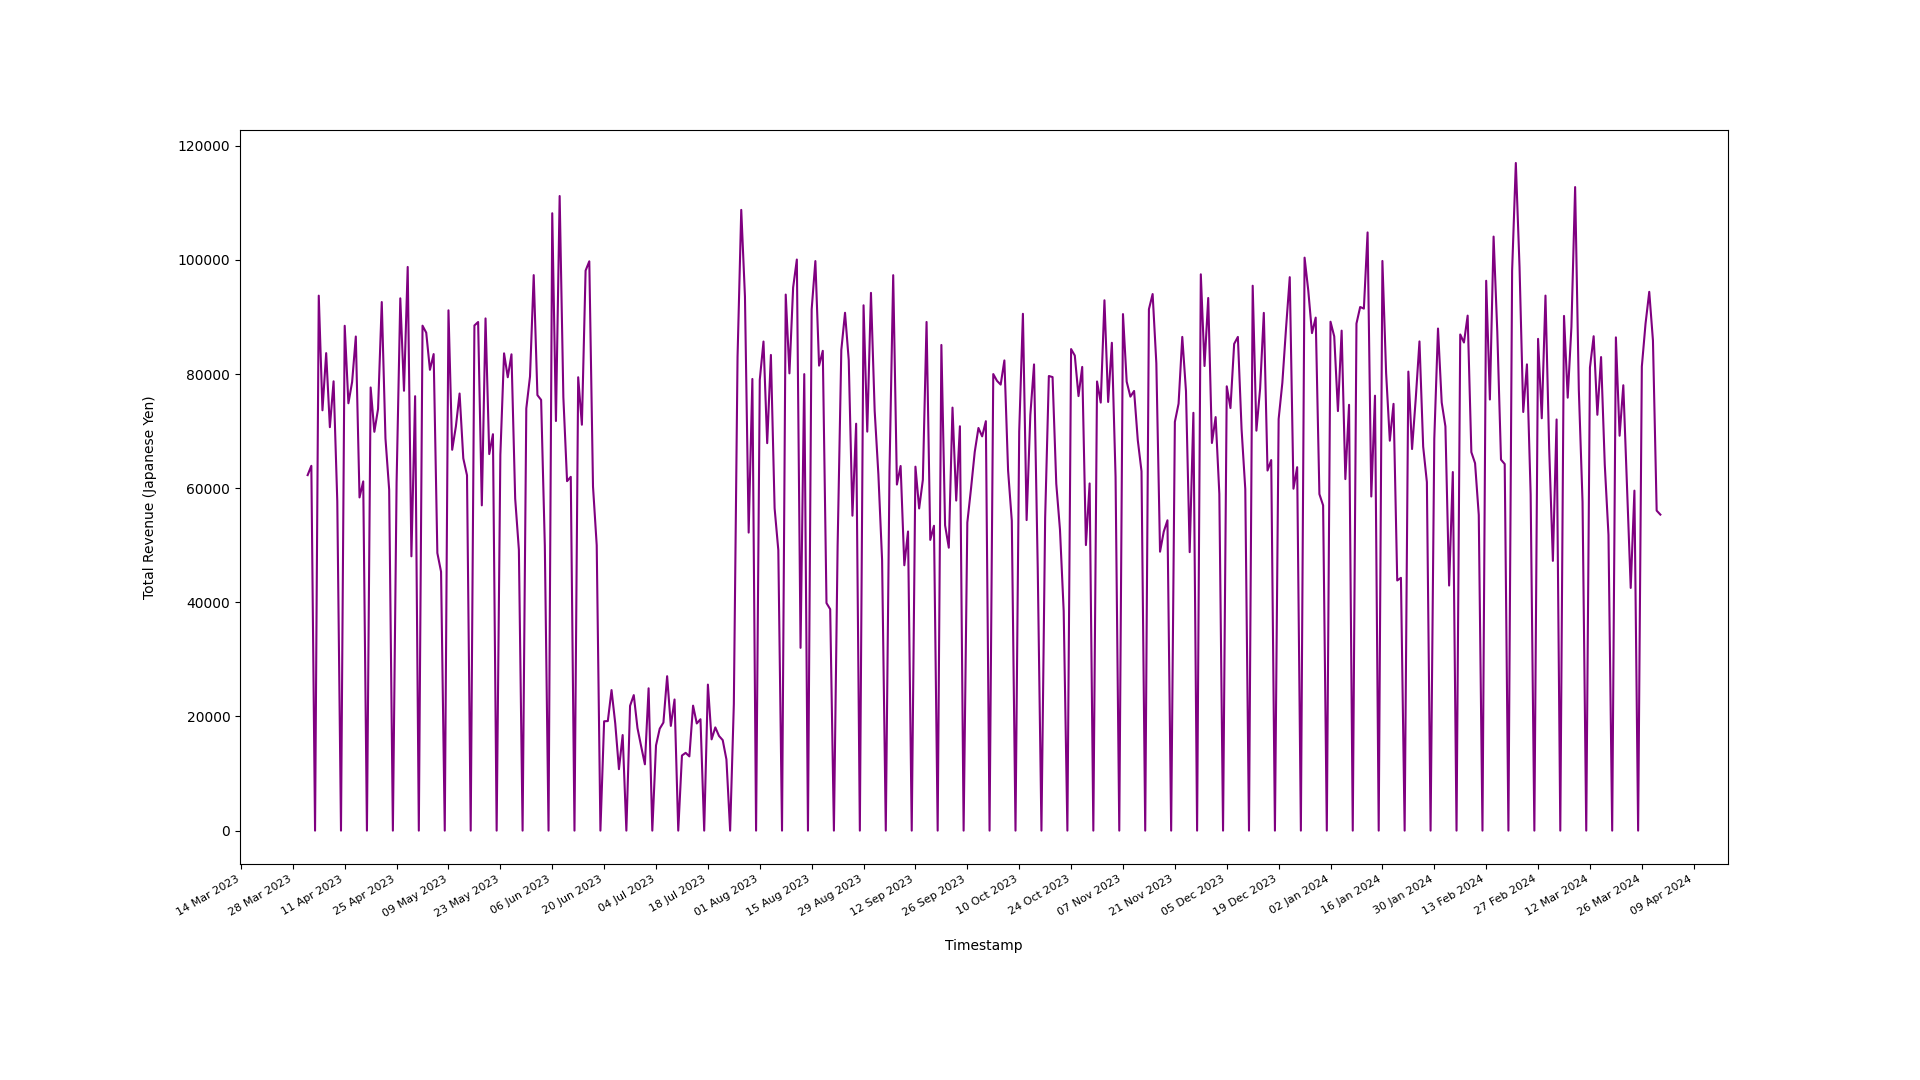 120000
100000
80000
60000
40000
20000
0
Total Revenue (Japanese Yen)
14 Mar 2023
28 Mar 2023
11 Apr 2023
25 Apr 2023
09 May 2023
23 May 2023
06 Jun 2023
20 Jun 2023
04 Jul 2023
18 Jul 2023
01 Aug 2023
15 Aug 2023
29 Aug 2023
12 Sep 2023
26 Sep 2023
10 Oct 2023
24 Oct 2023
07 Nov 2023
21 Nov 2023
05 Dec 2023
19 Dec 2023
02 Jan 2024
16 Jan 2024
30 Jan 2024
13 Feb 2024
27 Feb 2024
12 Mar 2024
26 Mar 2024
09 Apr 2024
Timestamp